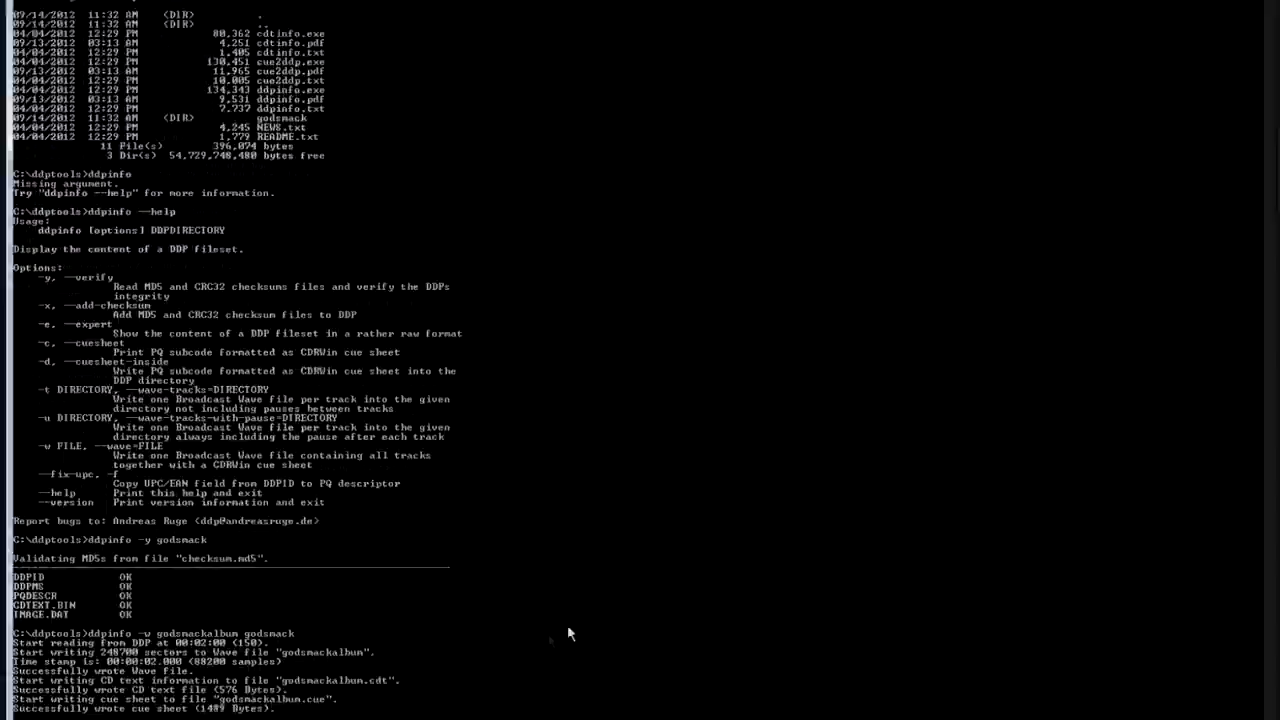 09/14/2012 11:32 AM <DIR> .
09/14/2012 11:32 AM <DIR> ..
04/04/2012 12:29 PM 80,362 cdtinfo.exe
09/13/2012 03:13 AM 4,251 cdtinfo.pdf
04/04/2012 12:29 PM 1,405 cdtinfo.txt
04/04/2012 12:29 PM 130,451 cue2ddp.exe
09/13/2012 03:13 AM 11,965 cue2ddp.pdf
04/04/2012 12:29 PM 10,005 cue2ddp.txt
04/04/2012 12:29 PM 134,343 ddpinfo.exe
09/13/2012 03:13 AM 9,531 ddpinfo.pdf
04/04/2012 12:29 PM 7,737 ddpinfo.txt
09/14/2012 11:32 AM <DIR> godsmack
04/04/2012 12:29 PM 4,245 NEWS.txt
04/04/2012 12:29 PM 1,779 README.txt
11 File(s) 396,074 bytes
3 Dir(s) 54,729,748,480 bytes free
C:\ddptools>ddpinfo
Missing argument.
Try "ddpinfo --help" for more information.
C:\ddptools>ddpinfo --help
Usage:
ddpinfo [options] DDPDIRECTORY
Display the content of a DDP fileset.
Options:
-y, --verify
Read MD5 and CRC32 checksums files and verify the DDPs
integrity
-x, --add-checksum
Add MD5 and CRC32 checksum files to DDP
-e, --expert
Show the content of a DDP fileset in a rather raw format
-c, --cuesheet
Print PQ subcode formatted as CDRWin cue sheet
-d, --cuesheet-inside
Write PQ subcode formatted as CDRWin cue sheet into the
DDP directory
-t DIRECTORY, --wave-tracks=DIRECTORY
Write one Broadcast Wave file per track into the given
directory not including pauses between tracks
-u DIRECTORY, --wave-tracks-with-pause=DIRECTORY
Write one Broadcast Wave file per track into the given
directory always including the pause after each track
-w FILE, --wave=FILE
Write one Broadcast Wave file containing all tracks
together with a CDRWin cue sheet
--fix-upc, -f
Copy UPC/EAN field from DDPID to PQ descriptor
--help Print this help and exit
--version Print version information and exit
Report bugs to: Andreas Ruge <ddp@andreasruge.de>
C:\ddptools>ddpinfo -y godsmack
Validating MD5s from file "checksum.md5".
DDPID OK
DDPMS OK
PQDESCR OK
CDTEXT.BIN OK
IMAGE.DAT OK
C:\ddptools>ddpinfo -w godsmackalbum godsmack
Start reading from DDP at 00:02:00 (150).
Start writing 248700 sectors to Wave file "godsmackalbum".
Time stamp is: 00:00:02.000 (88200 samples)
Successfully wrote Wave file.
Start writing CD text information to file "godsmackalbum.cdt".
Successfully wrote CD text file (576 Bytes).
Start writing cue sheet to file "godsmackalbum.cue".
Successfully wrote cue sheet (1489 Bytes).